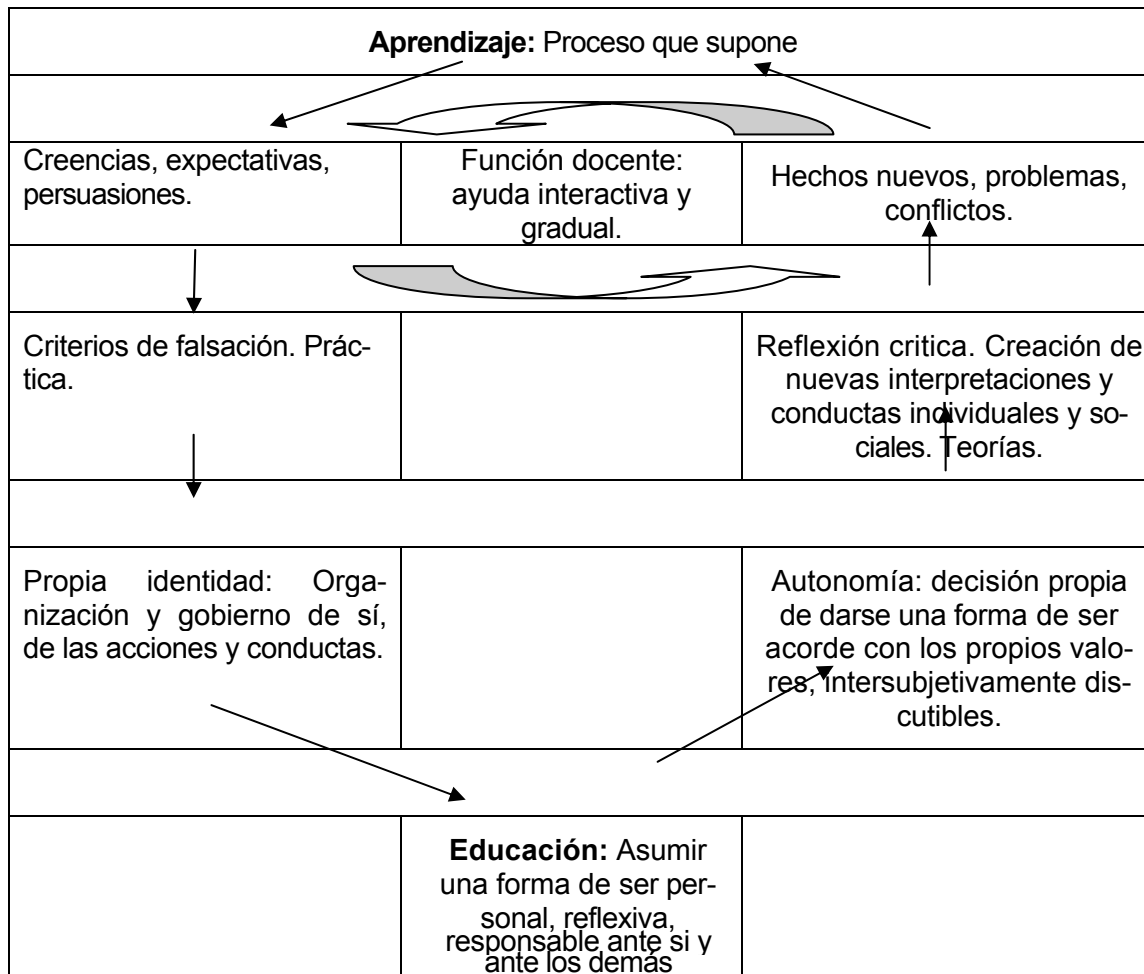 Aprendizaje: Proceso que supone
Creencias, expectativas,
persuasiones.
Función docente:
ayuda interactiva y
gradual.
Hechos nuevos, problemas,
conflictos.
Criterios de falsación. Prác-
tica.
Reflexión critica. Creación de
nuevas interpretaciones y
conductas individuales y so-
ciales. Teorías.
Propia identidad: Orga-
nización y gobierno de sí,
de las acciones y conductas.
Autonomía: decisión propia
de darse una forma de ser
acorde con los propios valo-
res, intersubjetivamente dis-
cutibles.
Educación: Asumir
una forma de ser per-
sonal, reflexiva,
responsable ante si y
ante los demás